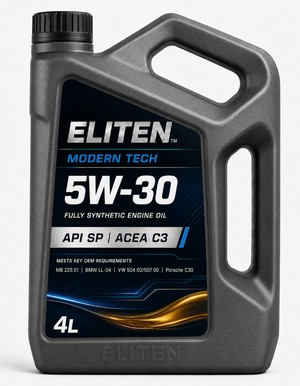 ELITEN™
MODERN TECH
5W-30
FULLY SYNTHETIC ENGINE OIL
API SP | ACEA C3
MEETS KEY OEM REQUIREMENTS
MB 229.51 | BMW LL-04 | VW 504 00/507 00 | Porsche C30
4L
ELITEN